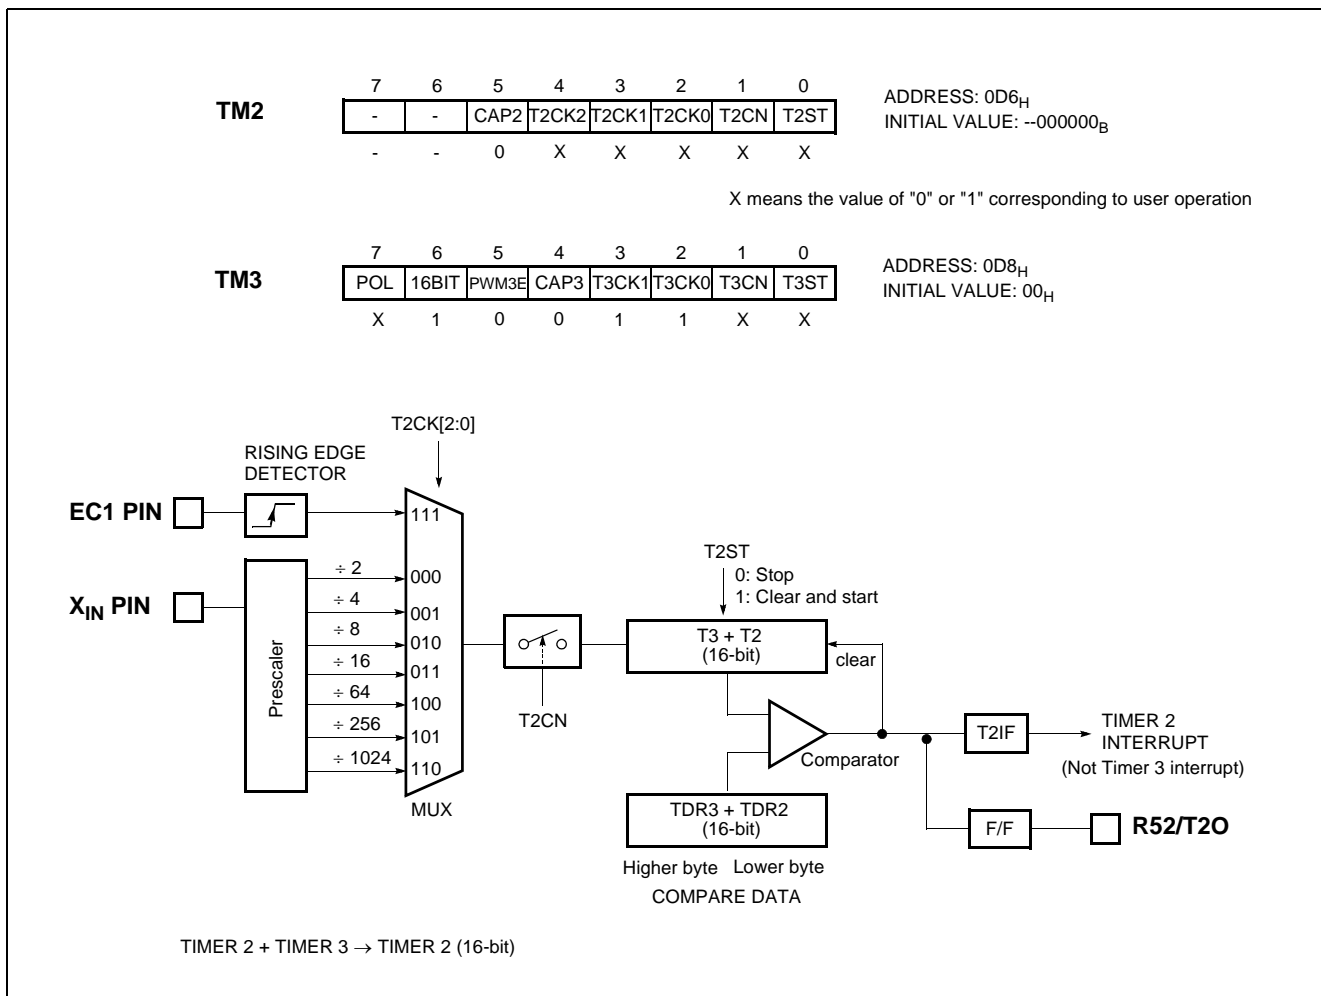 7 6 5 4 3 2 1 0
TM2 - - CAP2 T2CK2 T2CK1 T2CK0 T2CN T2ST
ADDRESS: 0D6H
INITIAL VALUE: --000000B
- - 0 X X X X X
X means the value of "0" or "1" corresponding to user operation
7 6 5 4 3 2 1 0
TM3 POL 16BIT PWM3E CAP3 T3CK1 T3CK0 T3CN T3ST
ADDRESS: 0D8H
INITIAL VALUE: 00H
X 1 0 0 1 1 X X
T2CK[2:0]
RISING EDGE
DETECTOR
EC1 PIN
111
XIN PIN
Prescaler
÷ 2 000
÷ 4 001
÷ 8 010
÷ 16 011
÷ 64 100
÷ 256 101
÷ 1024 110
MUX
T2CN
T2ST
0: Stop
1: Clear and start
T3 + T2
(16-bit)
clear
Comparator
T2IF
TIMER 2
INTERRUPT
(Not Timer 3 interrupt)
TDR3 + TDR2
(16-bit)
F/F
R52/T2O
Higher byte Lower byte
COMPARE DATA
TIMER 2 + TIMER 3 → TIMER 2 (16-bit)